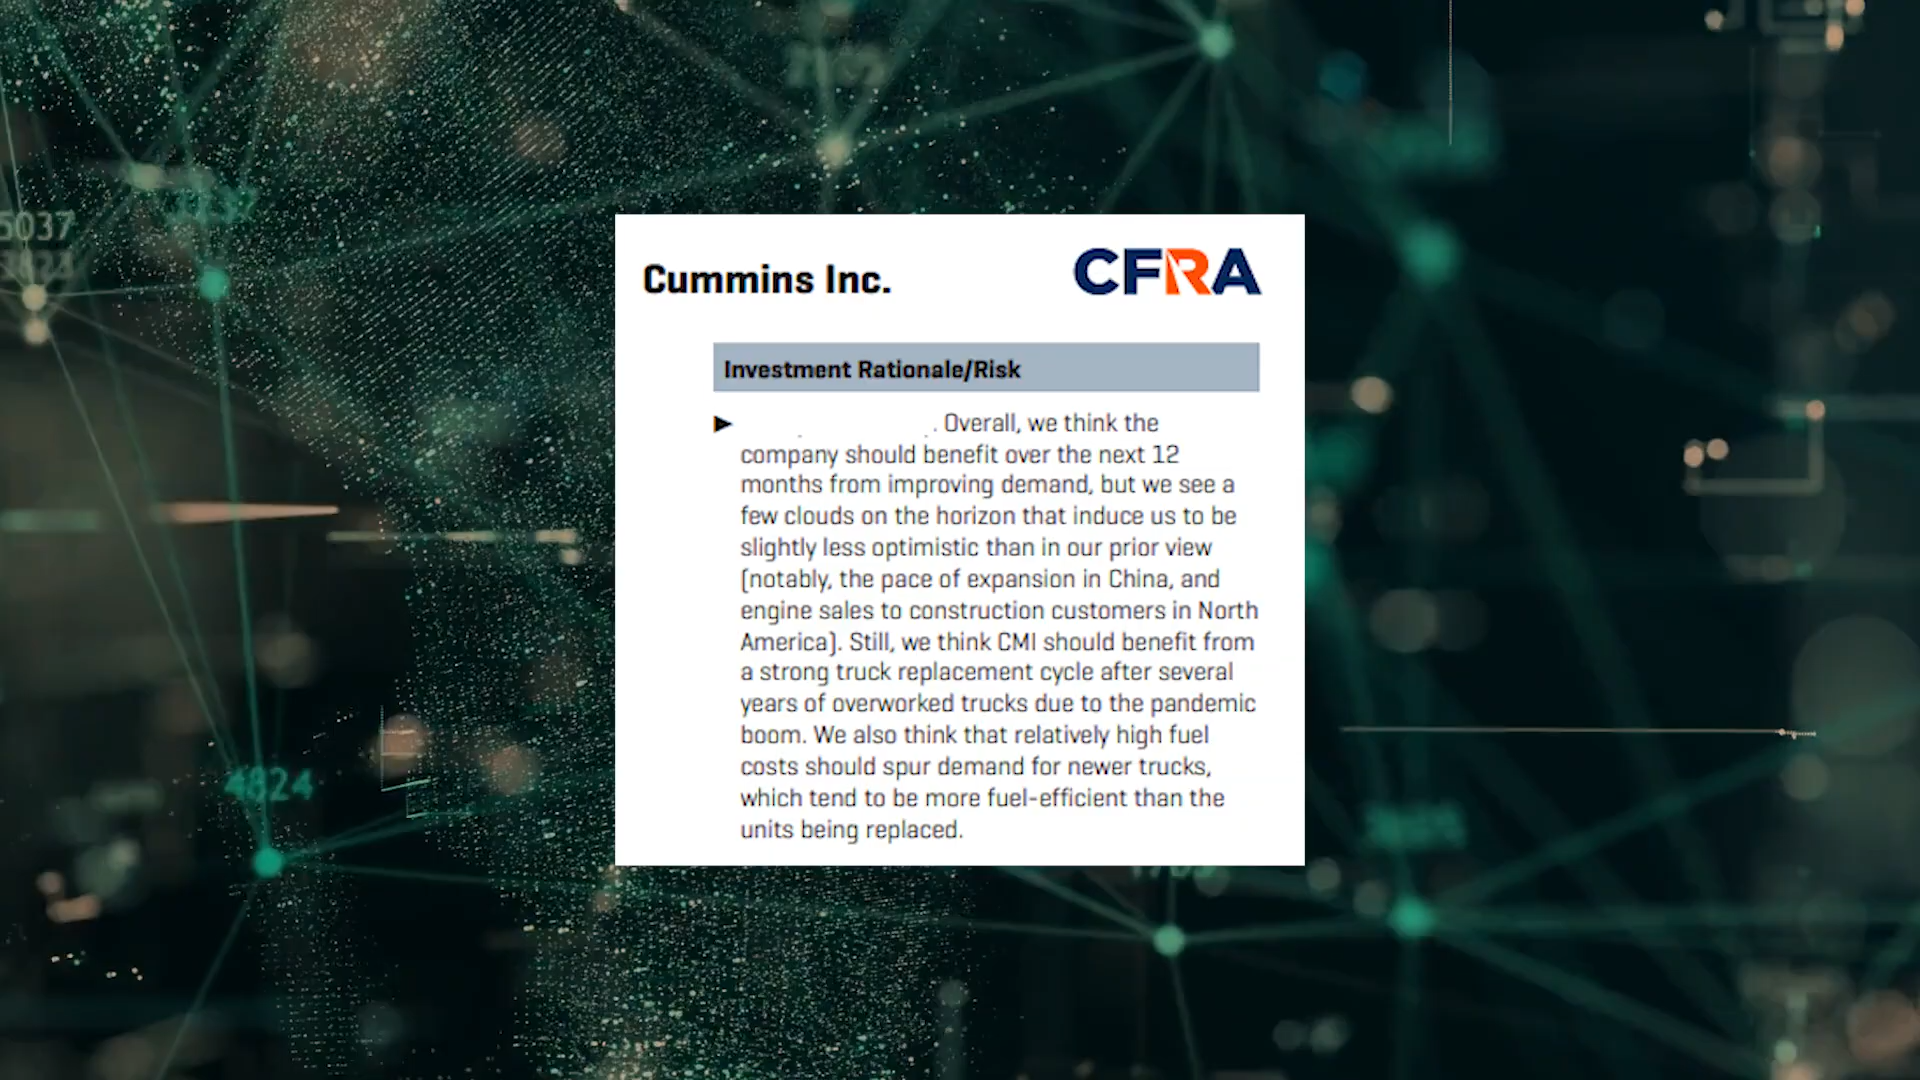 5037
4824
Cummins Inc.
CFRA
Investment Rationale/Risk
. Overall, we think the
company should benefit over the next 12
months from improving demand, but we see a
few clouds on the horizon that induce us to be
slightly less optimistic than in our prior view
(notably, the pace of expansion in China, and
engine sales to construction customers in North
America). Still, we think CMI should benefit from
a strong truck replacement cycle after several
years of overworked trucks due to the pandemic
boom. We also think that relatively high fuel
costs should spur demand for newer trucks,
which tend to be more fuel-efficient than the
units being replaced.